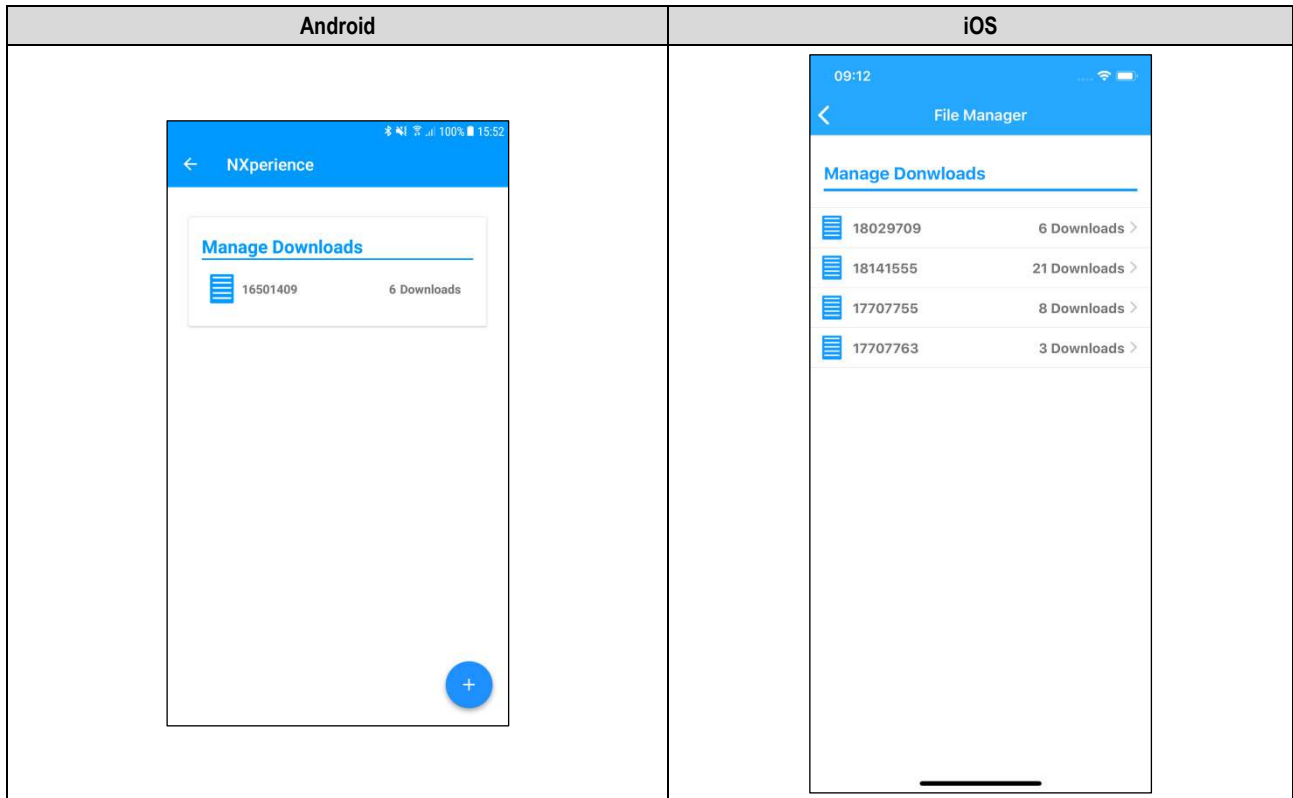 Android
iOS
100% 15:52
NXperience
Manage Downloads
16501409 6 Downloads
+
09:12
File Manager
Manage Donwloads
18029709 6 Downloads
18141555 21 Downloads
17707755 8 Downloads
17707763 3 Downloads